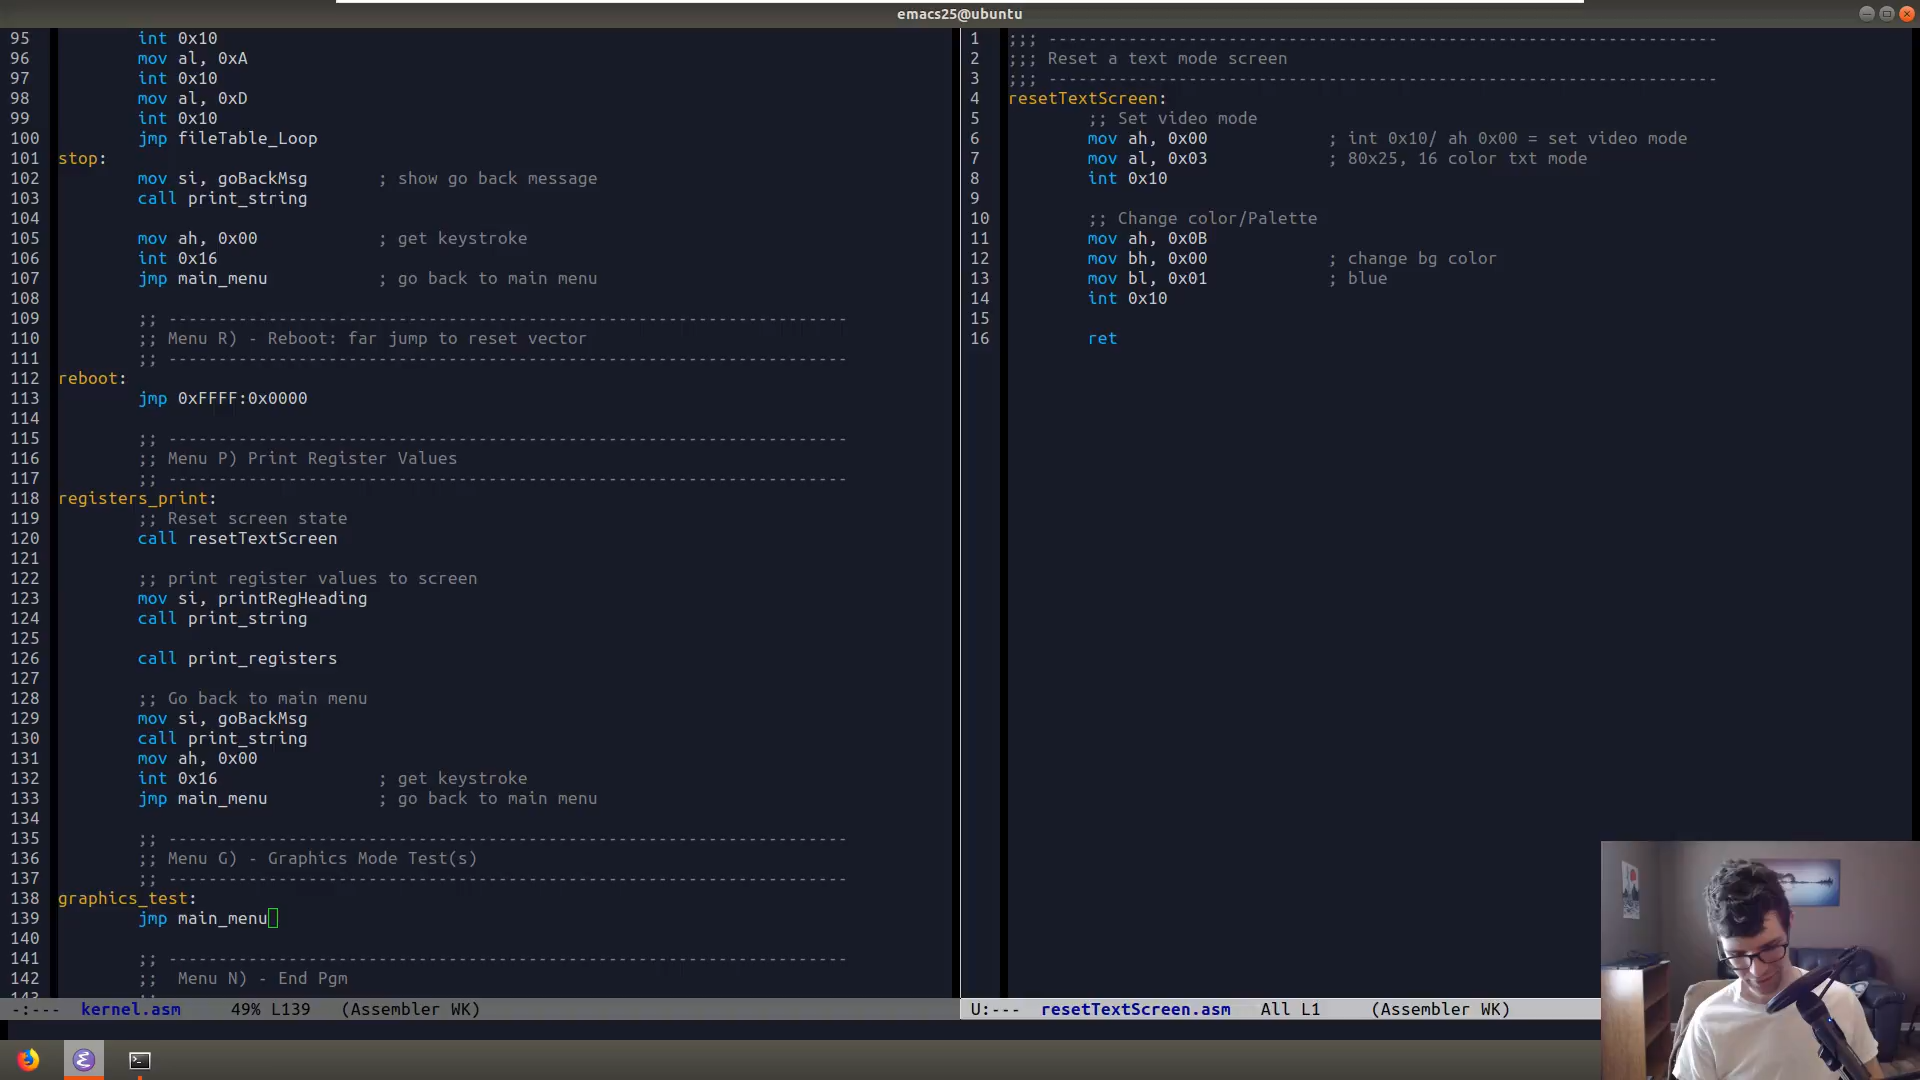 emacs25@ubuntu
95 int 0x10
96 mov al, 0xA
97 int 0x10
98 mov al, 0xD
99 int 0x10
100 jmp fileTable_Loop
101 stop:
102 mov si, goBackMsg ; show go back message
103 call print_string
104
105 mov ah, 0x00 ; get keystroke
106 int 0x16
107 jmp main_menu ; go back to main menu
108
109 ;; --------------------------------------------------------------------
110 ;; Menu R) - Reboot: far jump to reset vector
111 ;; --------------------------------------------------------------------
112 reboot:
113 jmp 0xFFFF:0x0000
114
115 ;; --------------------------------------------------------------------
116 ;; Menu P) Print Register Values
117 ;; --------------------------------------------------------------------
118 registers_print:
119 ;; Reset screen state
120 call resetTextScreen
121
122 ;; print register values to screen
123 mov si, printRegHeading
124 call print_string
125
126 call print_registers
127
128 ;; Go back to main menu
129 mov si, goBackMsg
130 call print_string
131 mov ah, 0x00
132 int 0x16 ; get keystroke
133 jmp main_menu ; go back to main menu
134
135 ;; --------------------------------------------------------------------
136 ;; Menu G) - Graphics Mode Test(s)
137 ;; --------------------------------------------------------------------
138 graphics_test:
139 jmp main_menu
140
141 ;; --------------------------------------------------------------------
142 ;;  Menu N) - End Pgm
-:--- kernel.asm 49% L139 (Assembler WK)
1 ;;; -------------------------------------------------------------------
2 ;;; Reset a text mode screen
3 ;;; -------------------------------------------------------------------
4 resetTextScreen:
5 ;; Set video mode
6 mov ah, 0x00 ; int 0x10/ ah 0x00 = set video mode
7 mov al, 0x03 ; 80x25, 16 color txt mode
8 int 0x10
9
10 ;; Change color/Palette
11 mov ah, 0x0B
12 mov bh, 0x00 ; change bg color
13 mov bl, 0x01 ; blue
14 int 0x10
15
16 ret
U:--- resetTextScreen.asm All L1 (Assembler WK)